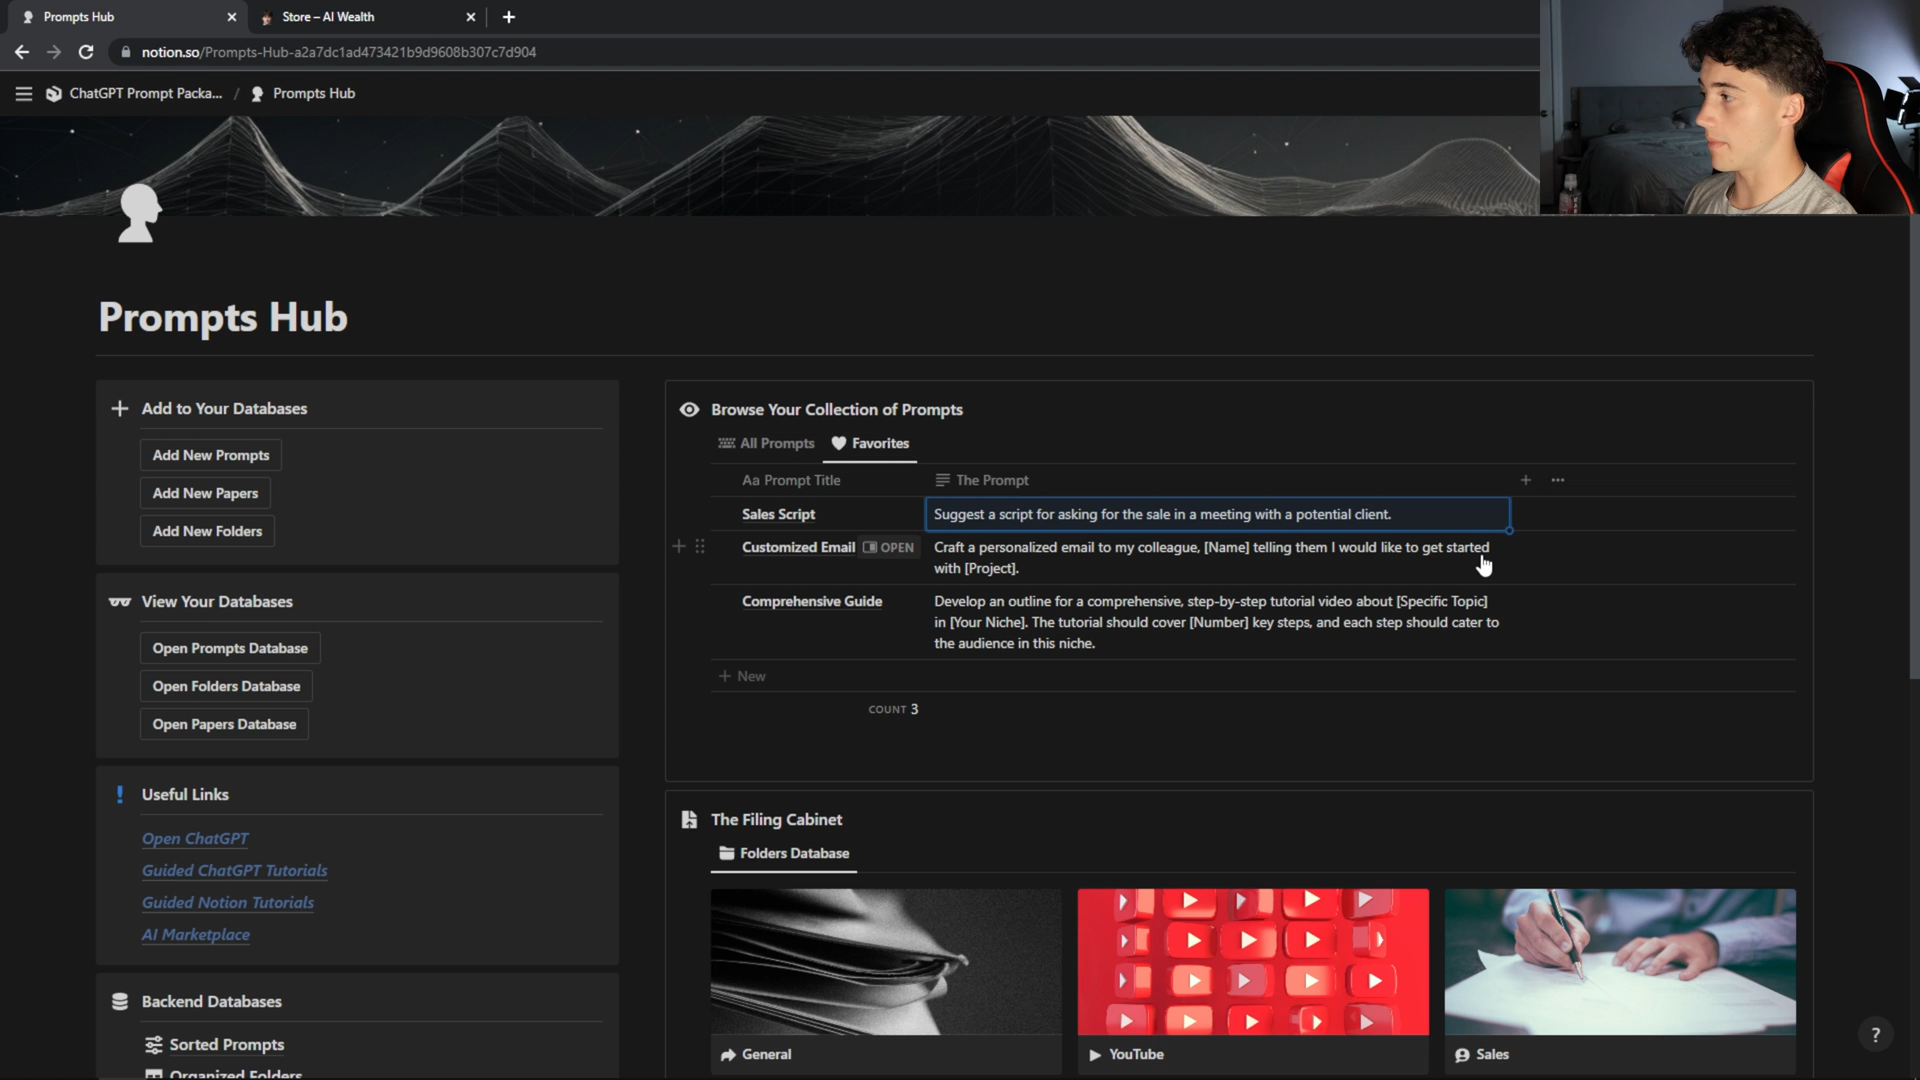 Prompts Hub
Store – AI Wealth
notion.so/Prompts-Hub-a2a7dc1ad473421b9d9608b307c7d904
ChatGPT Prompt Packa... / Prompts Hub
Prompts Hub
Add to Your Databases
Add New Prompts
Add New Papers
Add New Folders
View Your Databases
Open Prompts Database
Open Folders Database
Open Papers Database
Useful Links
Open ChatGPT
Guided ChatGPT Tutorials
Guided Notion Tutorials
AI Marketplace
Backend Databases
Sorted Prompts
Organized Folders
Browse Your Collection of Prompts
All Prompts Favorites
Aa Prompt Title The Prompt
Sales Script Suggest a script for asking for the sale in a meeting with a potential client.
Customized Email OPEN Craft a personalized email to my colleague, [Name] telling them I would like to get started
with [Project].
Comprehensive Guide Develop an outline for a comprehensive, step-by-step tutorial video about [Specific Topic]
in [Your Niche]. The tutorial should cover [Number] key steps, and each step should cater to
the audience in this niche.
+ New
COUNT 3
The Filing Cabinet
Folders Database
General
YouTube
Sales
?